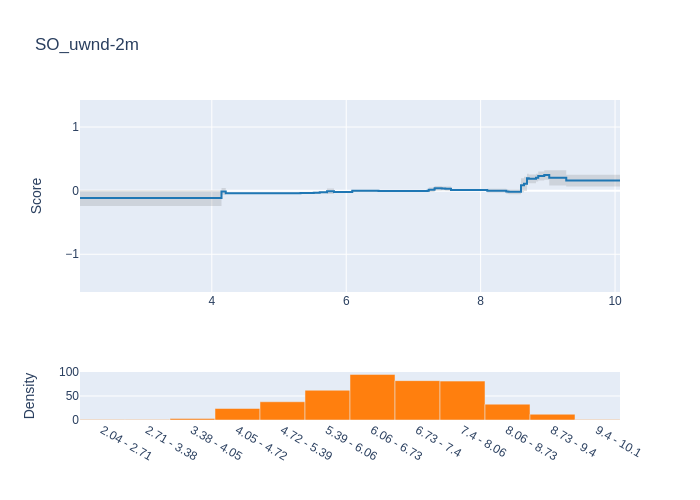 SO_uwnd-2m
Score
1
0
−1
4
6
8
10
Density
100
50
0
2.04 - 2.71
2.71 - 3.38
3.38 - 4.05
4.05 - 4.72
4.72 - 5.39
5.39 - 6.06
6.06 - 6.73
6.73 - 7.4
7.4 - 8.06
8.06 - 8.73
8.73 - 9.4
9.4 - 10.1